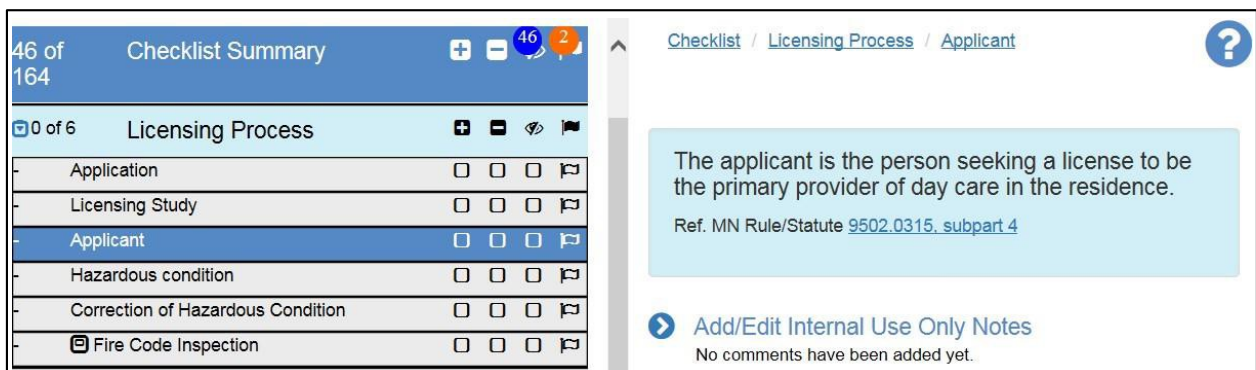 46 of 164 Checklist Summary 46 2
0 of 6 Licensing Process
- Application
- Licensing Study
- Applicant
- Hazardous condition
- Correction of Hazardous Condition
- Fire Code Inspection
Checklist / Licensing Process / Applicant
?
The applicant is the person seeking a license to be
the primary provider of day care in the residence.
Ref. MN Rule/Statute 9502.0315, subpart 4
Add/Edit Internal Use Only Notes
No comments have been added yet.